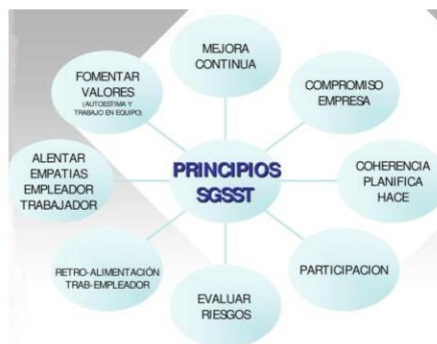 MEJORA
CONTINUA
COMPROMISO
EMPRESA
COHERENCIA
PLANIFICA
HACE
PARTICIPACION
EVALUAR
RIESGOS
RETRO-ALIMENTACIÓN
TRAB-EMPLEADOR
ALENTAR
EMPATIAS
EMPLEADOR
TRABAJADOR
FOMENTAR
VALORES
(AUTOESTIMA Y
TRABAJO EN EQUIPO)
PRINCIPIOS
SGSST